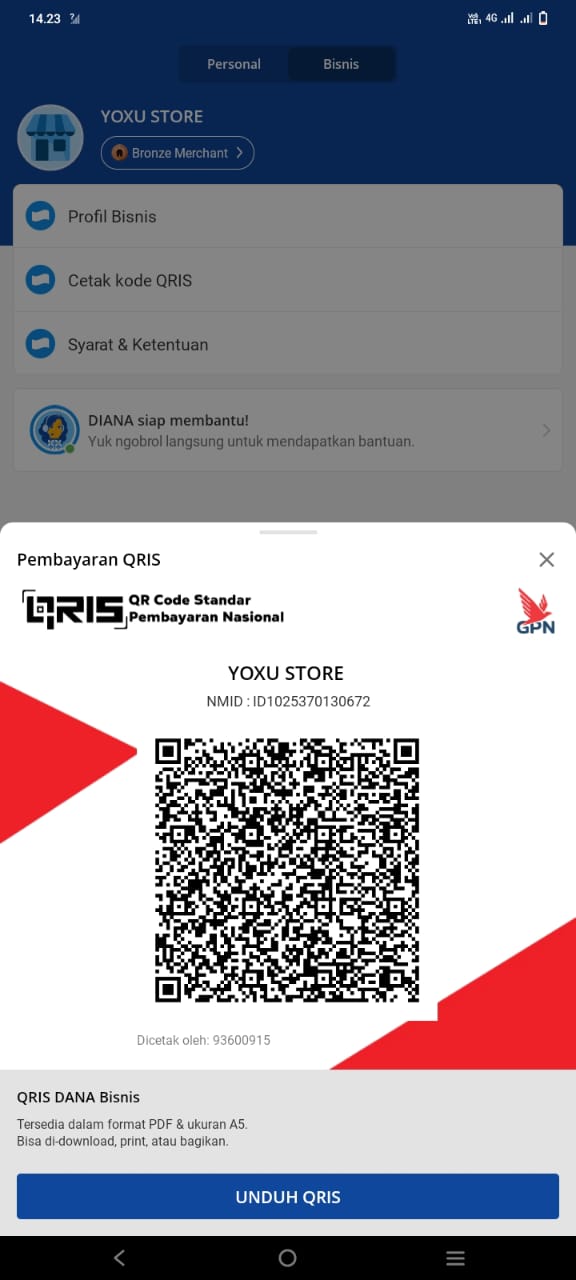 14.23
4G
Personal
Bisnis
YOXU STORE
Bronze Merchant
Profil Bisnis
Cetak kode QRIS
Syarat & Ketentuan
DIANA siap membantu!
Yuk ngobrol langsung untuk mendapatkan bantuan.
Pembayaran QRIS
QRIS
QR Code Standar
Pembayaran Nasional
GPN
YOXU STORE
NMID : ID1025370130672
Dicetak oleh: 93600915
QRIS DANA Bisnis
Tersedia dalam format PDF & ukuran A5.
Bisa di-download, print, atau bagikan.
UNDUH QRIS